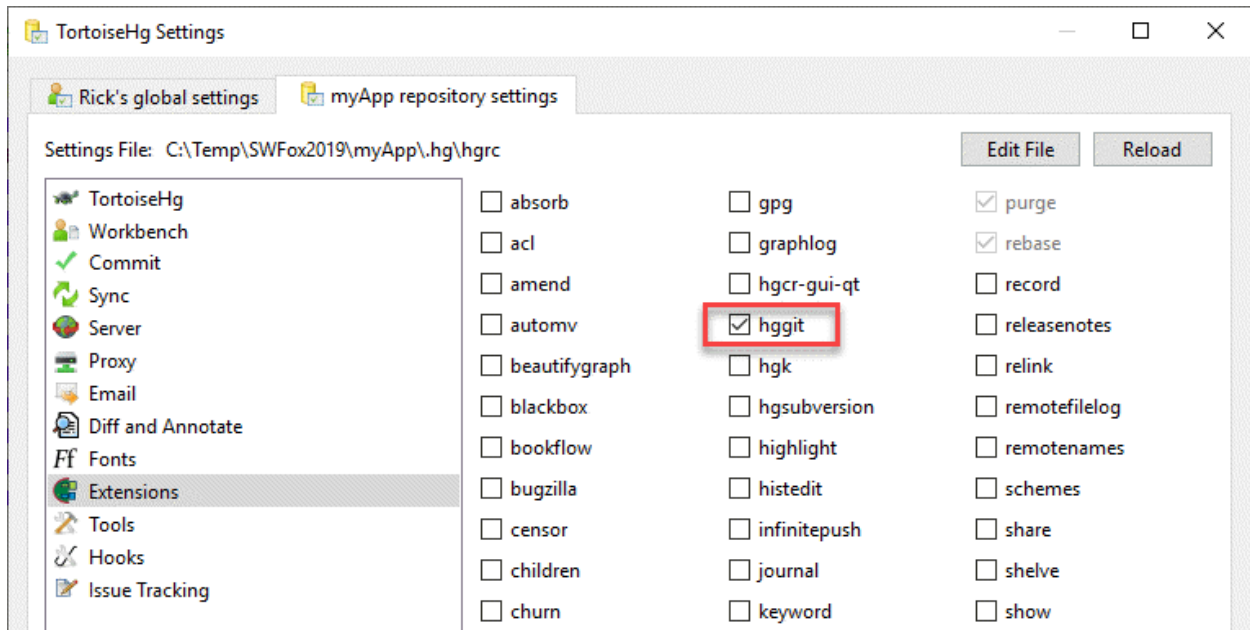 TortoiseHg Settings
Rick's global settings
myApp repository settings
Settings File: C:\Temp\SWFox2019\myApp\.hg\hgrc
Edit File
Reload
TortoiseHg
Workbench
Commit
Sync
Server
Proxy
Email
Diff and Annotate
Ff Fonts
Extensions
Tools
Hooks
Issue Tracking
absorb
acl
amend
automv
beautifygraph
blackbox
bookflow
bugzilla
censor
children
churn
gpg
graphlog
hgcr-gui-qt
hggit
hgk
hgsubversion
highlight
histedit
infinitepush
journal
keyword
purge
rebase
record
releasenotes
relink
remotefilelog
remotenames
schemes
share
shelve
show